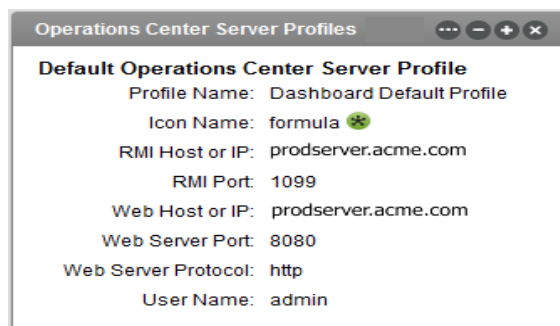 Operations Center Server Profiles
Default Operations Center Server Profile
Profile Name: Dashboard Default Profile
Icon Name: formula
RMI Host or IP: prodserver.acme.com
RMI Port: 1099
Web Host or IP: prodserver.acme.com
Web Server Port: 8080
Web Server Protocol: http
User Name: admin